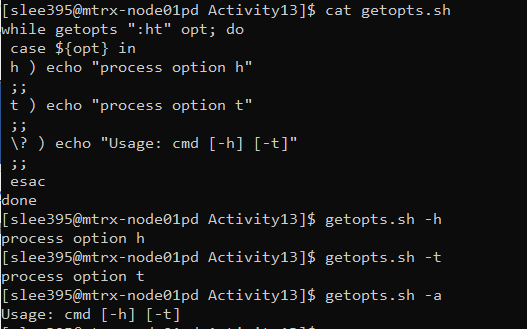 [slee395@mtrx-node01pd Activity13]$ cat getopts.sh
while getopts ":ht" opt; do
 case ${opt} in
 h ) echo "process option h"
 ;;
 t ) echo "process option t"
 ;;
 \? ) echo "Usage: cmd [-h] [-t]"
 ;;
 esac
done
[slee395@mtrx-node01pd Activity13]$ getopts.sh -h
process option h
[slee395@mtrx-node01pd Activity13]$ getopts.sh -t
process option t
[slee395@mtrx-node01pd Activity13]$ getopts.sh -a
Usage: cmd [-h] [-t]